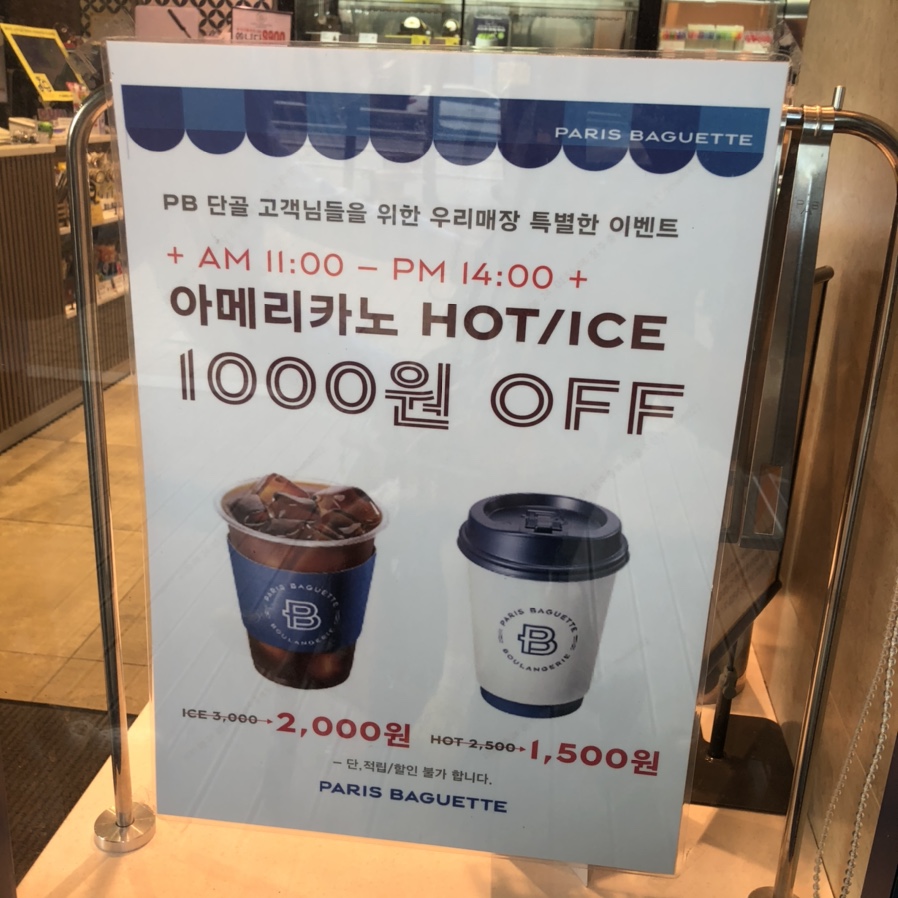 PARIS BAGUETTE
PB 단골 고객님들을 위한 우리매장 특별한 이벤트
+ AM 11:00 – PM 14:00 +
아메리카노 HOT/ICE
1000원 OFF
PARIS BAGUETTE
B
BOULANGERIE
PARIS BAGUETTE
B
BOULANGERIE
ICE 3,000→2,000원 HOT 2,500→1,500원
– 단,적립/할인 불가 합니다.
PARIS BAGUETTE